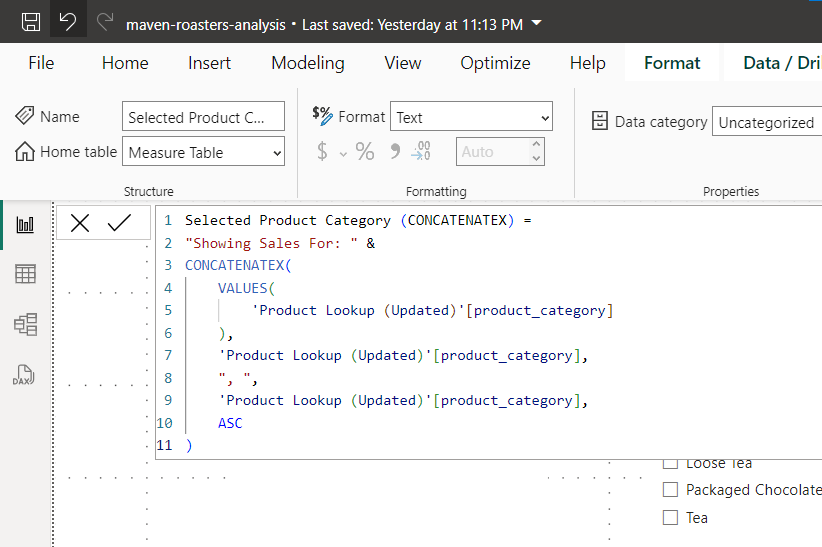 maven-roasters-analysis • Last saved: Yesterday at 11:13 PM
File Home Insert Modeling View Optimize Help Format Data / Dri
Name Selected Product C... $% Format Text Data category Uncategorized
Home table Measure Table $ % 9 .00 →0 Auto
Structure Formatting Properties
1 Selected Product Category (CONCATENATEX) =
2 "Showing Sales For: " &
3 CONCATENATEX(
4 VALUES(
5 'Product Lookup (Updated)'[product_category]
6 ),
7 'Product Lookup (Updated)'[product_category],
8 ", ",
9 'Product Lookup (Updated)'[product_category],
10 ASC
11 )
DAX
Loose Tea
Packaged Chocolate
Tea